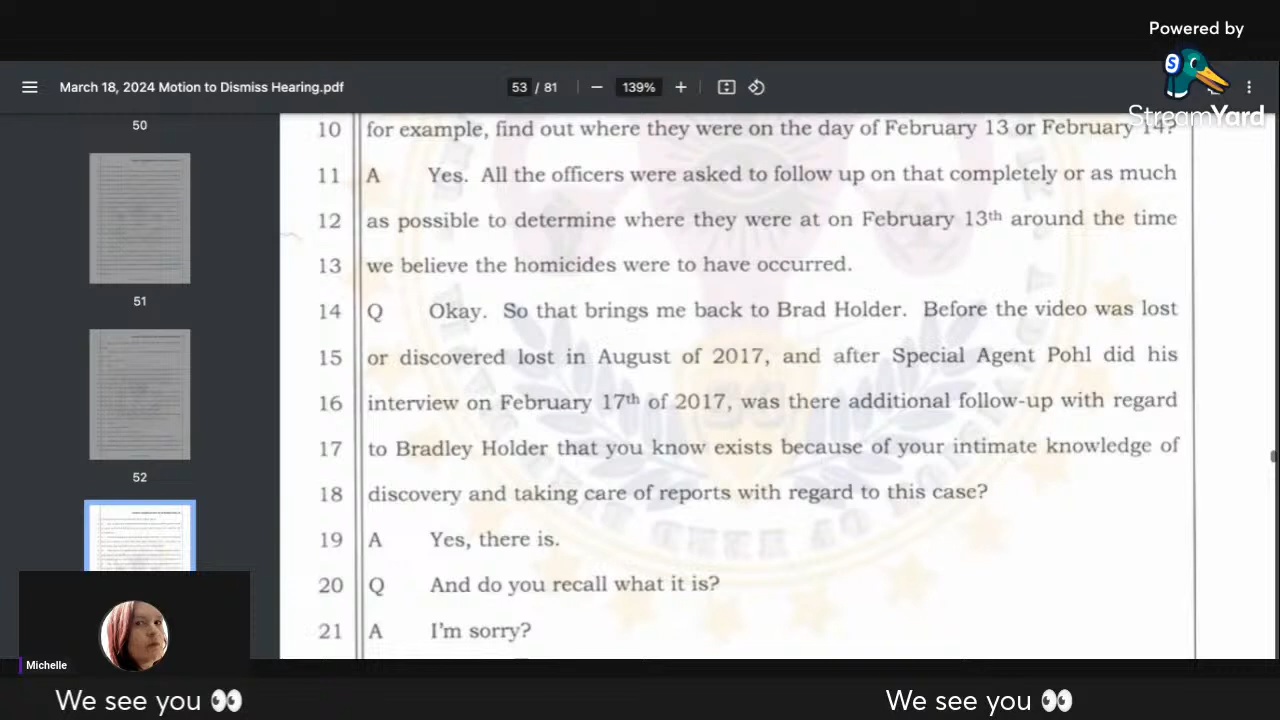 Powered by
StreamYard
March 18, 2024 Motion to Dismiss Hearing.pdf
53 / 81
139%
50
51
52
10 for example, find out where they were on the day of February 13 or February 14?
11 A Yes. All the officers were asked to follow up on that completely or as much
12 as possible to determine where they were at on February 13th around the time
13 we believe the homicides were to have occurred.
14 Q Okay. So that brings me back to Brad Holder. Before the video was lost
15 or discovered lost in August of 2017, and after Special Agent Pohl did his
16 interview on February 17th of 2017, was there additional follow-up with regard
17 to Bradley Holder that you know exists because of your intimate knowledge of
18 discovery and taking care of reports with regard to this case?
19 A Yes, there is.
20 Q And do you recall what it is?
21 A I'm sorry?
Michelle
We see you 👀
We see you 👀